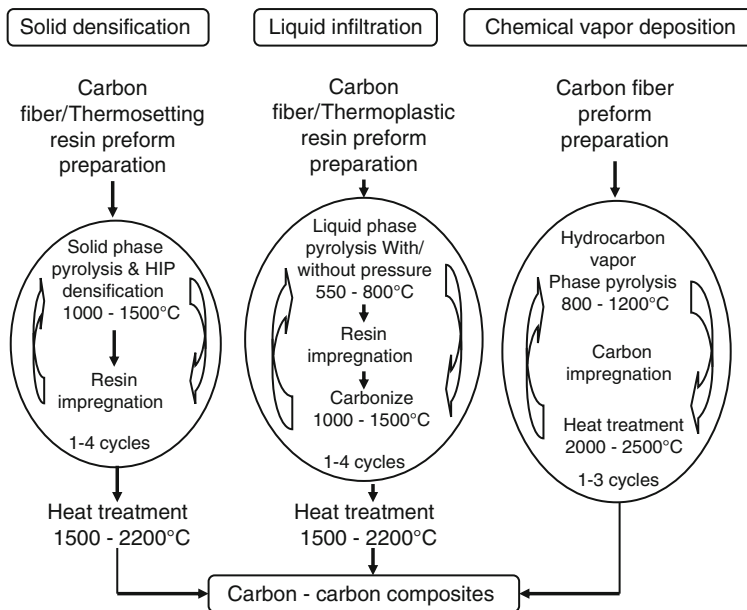 Solid densification
Carbon
fiber/Thermosetting
resin preform
preparation
Solid phase
pyrolysis & HIP
densification
1000 - 1500°C
Resin
impregnation
1-4 cycles
Heat treatment
1500 - 2200°C
Liquid infiltration
Carbon
fiber/Thermoplastic
resin preform
preparation
Liquid phase
pyrolysis With/
without pressure
550 - 800°C
Resin
impregnation
Carbonize
1000 - 1500°C
1-4 cycles
Heat treatment
1500 - 2200°C
Chemical vapor deposition
Carbon fiber
preform
preparation
Hydrocarbon
vapor
Phase pyrolysis
800 - 1200°C
Carbon
impregnation
Heat treatment
2000 - 2500°C
1-3 cycles
Carbon - carbon composites